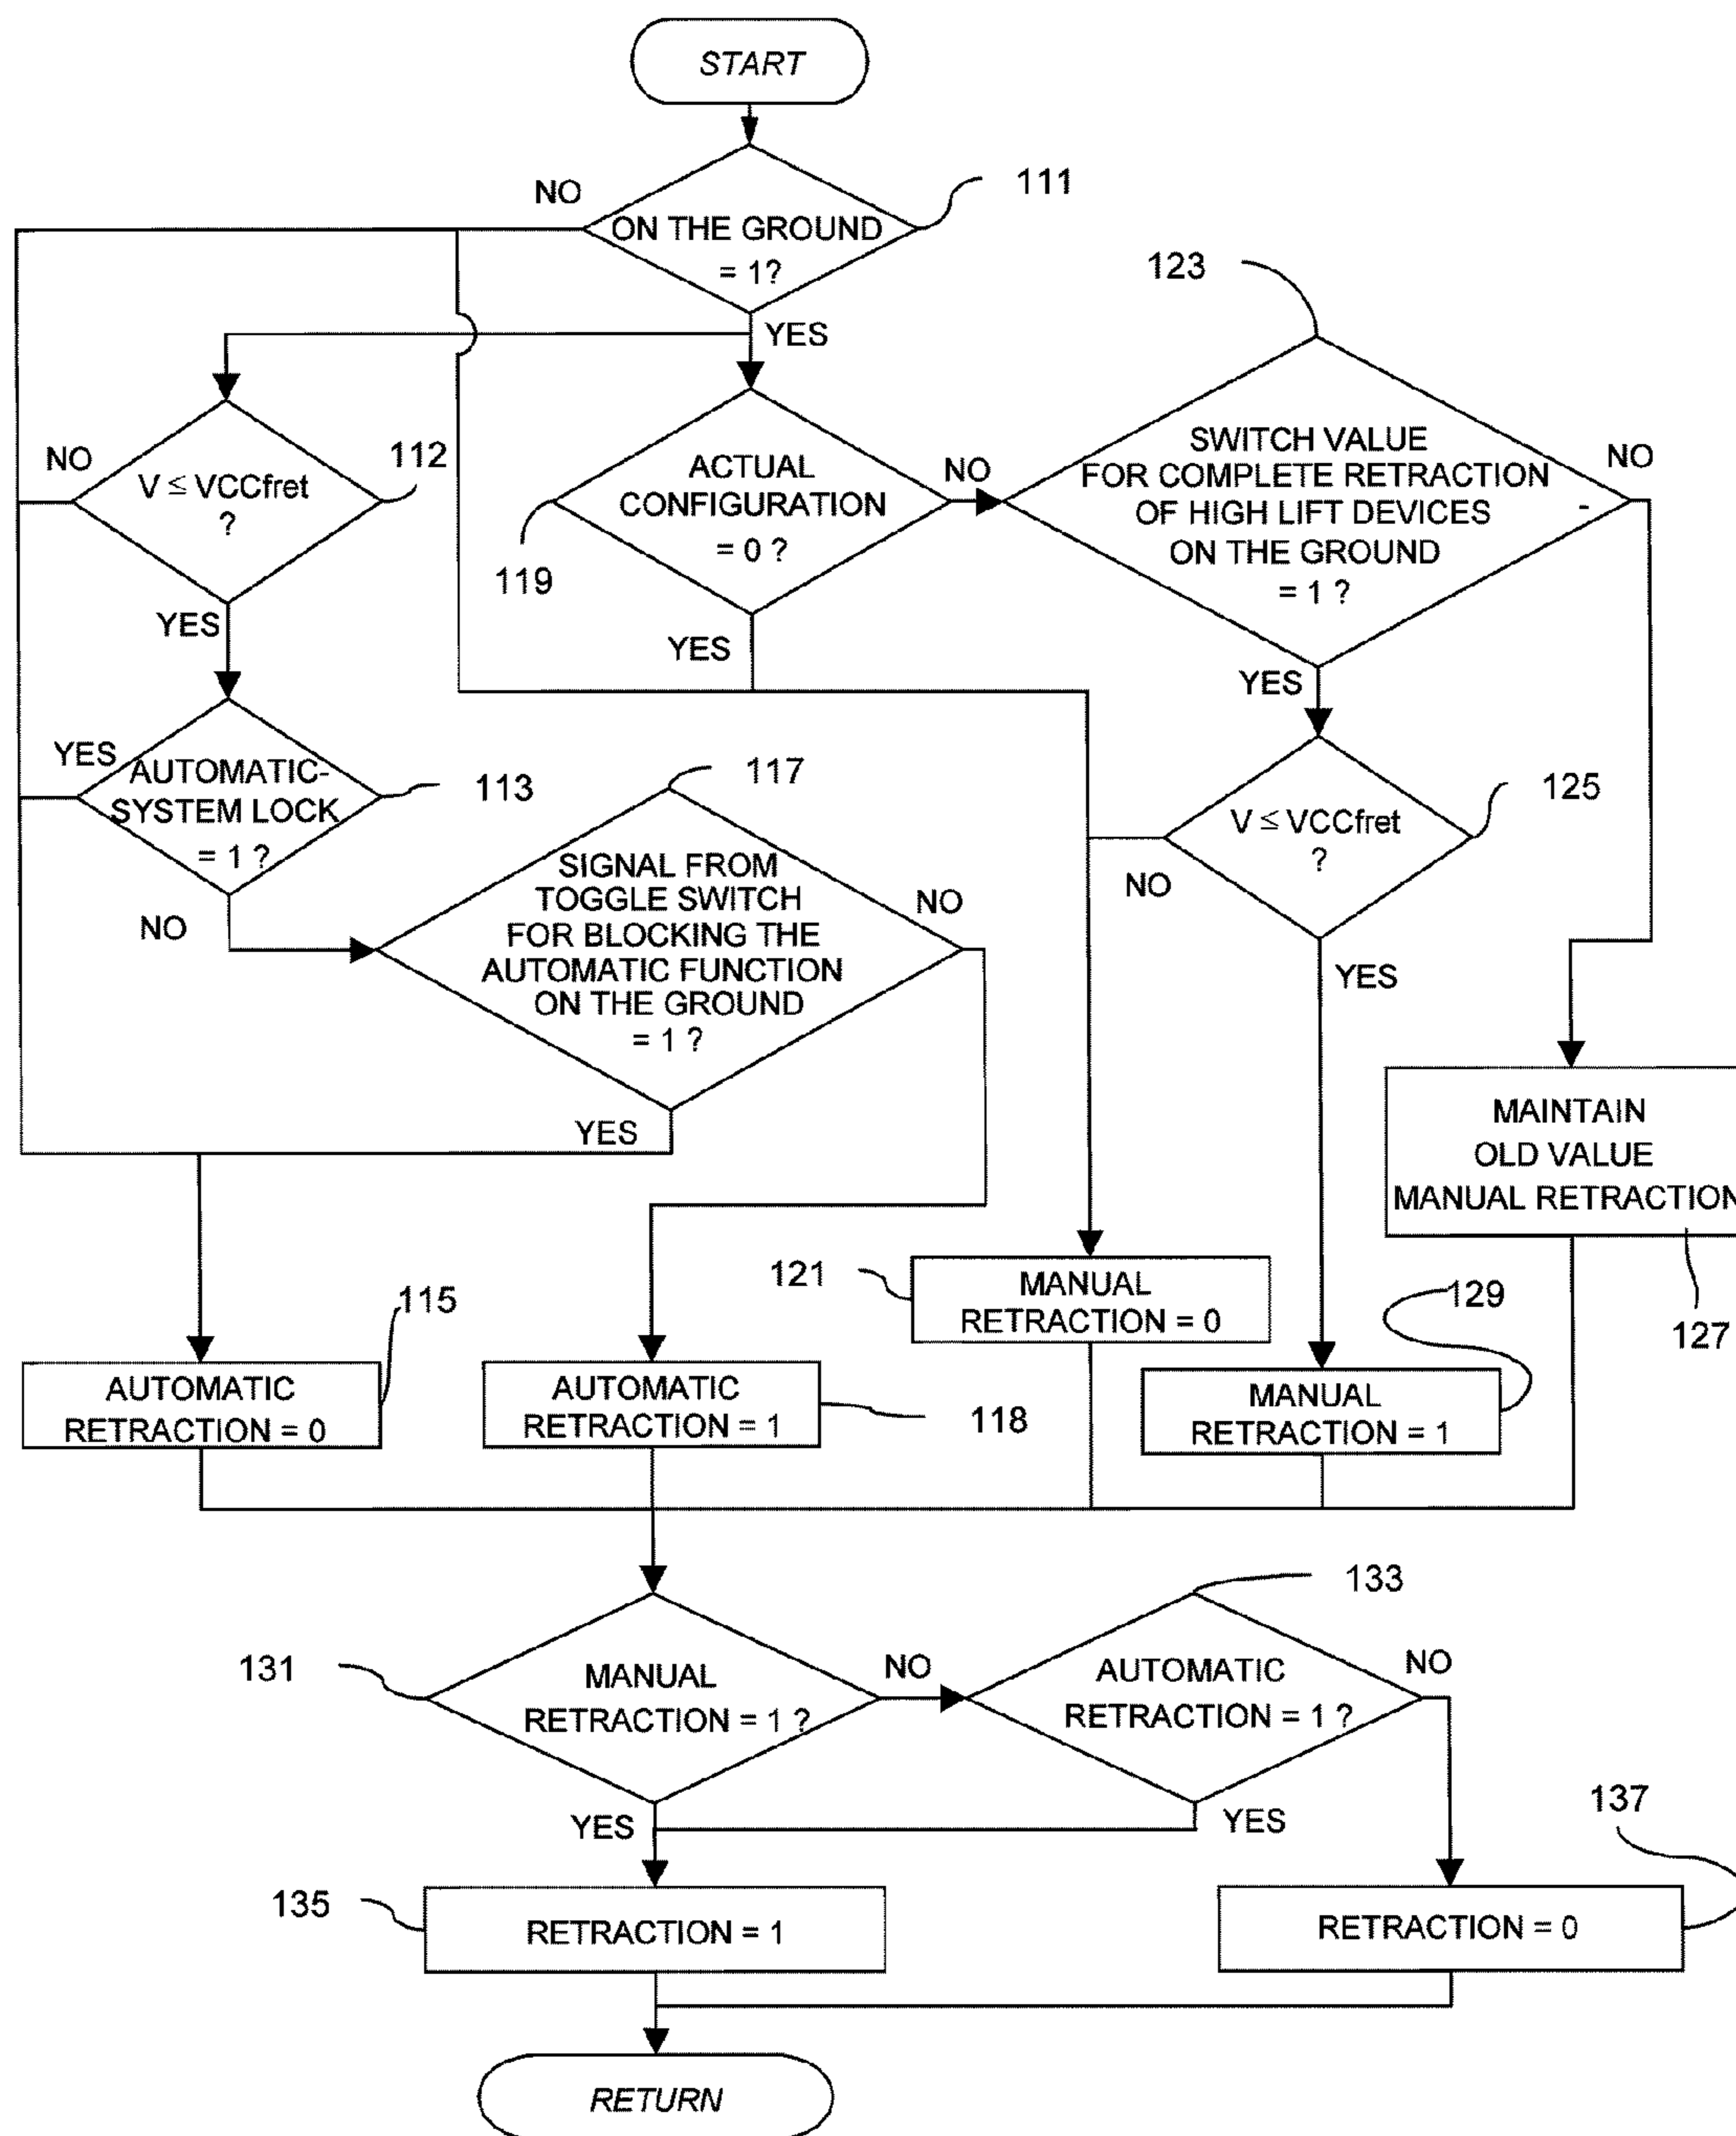 START
NO
111
ON THE GROUND
= 1?
YES
123
NO
V ≤ VCCfret
?
112
YES
ACTUAL
CONFIGURATION
= 0 ?
119
NO
YES
SWITCH VALUE
FOR COMPLETE RETRACTION
OF HIGH LIFT DEVICES
ON THE GROUND
= 1 ?
NO
YES
YES
AUTOMATIC-
SYSTEM LOCK
= 1 ?
113
NO
117
SIGNAL FROM
TOGGLE SWITCH
FOR BLOCKING THE
AUTOMATIC FUNCTION
ON THE GROUND
= 1 ?
NO
YES
V ≤ VCCfret
?
125
NO
YES
MAINTAIN
OLD VALUE
MANUAL RETRACTION
127
121
MANUAL
RETRACTION = 0
129
MANUAL
RETRACTION = 1
115
AUTOMATIC
RETRACTION = 0
AUTOMATIC
RETRACTION = 1
118
131
MANUAL
RETRACTION = 1 ?
NO
YES
133
AUTOMATIC
RETRACTION = 1 ?
NO
YES
135
RETRACTION = 1
137
RETRACTION = 0
RETURN